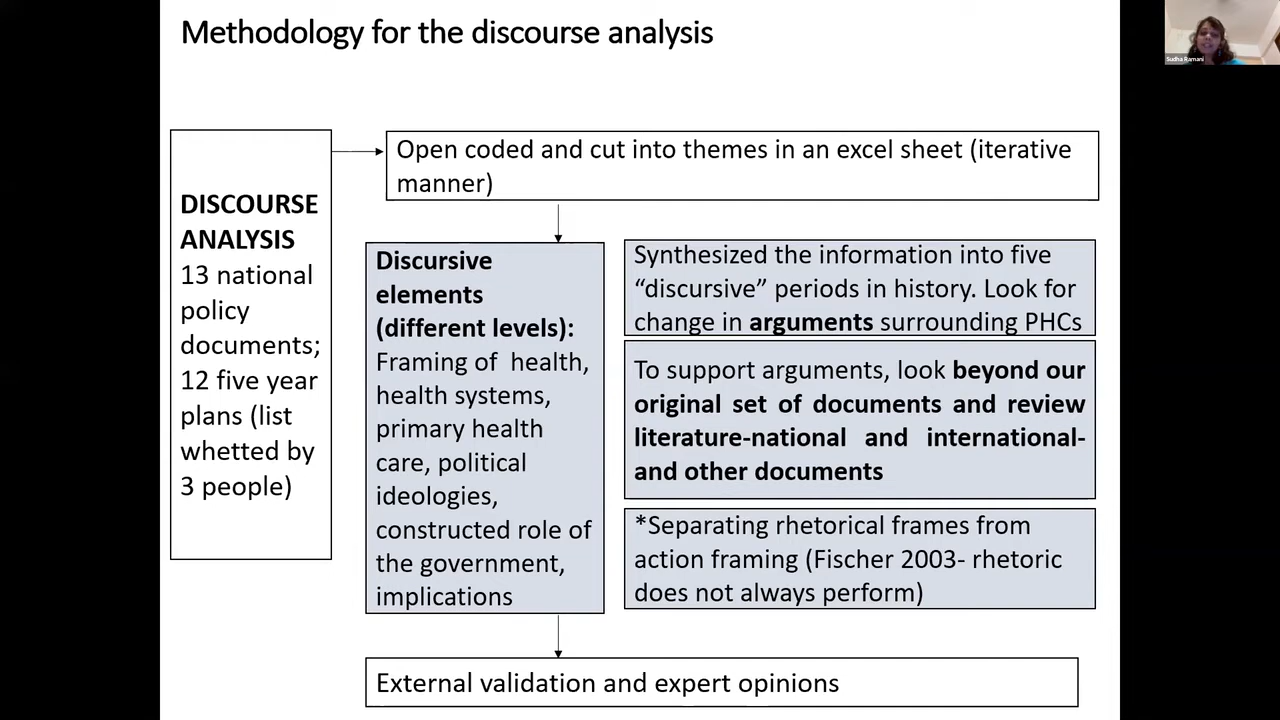 Methodology for the discourse analysis
Sudha Ramani
DISCOURSE
ANALYSIS
13 national
policy
documents;
12 five year
plans (list
whetted by
3 people)
Open coded and cut into themes in an excel sheet (iterative
manner)
Discursive
elements
(different levels):
Framing of health,
health systems,
primary health
care, political
ideologies,
constructed role of
the government,
implications
Synthesized the information into five
“discursive” periods in history. Look for
change in arguments surrounding PHCs
To support arguments, look beyond our
original set of documents and review
literature-national and international-
and other documents
*Separating rhetorical frames from
action framing (Fischer 2003- rhetoric
does not always perform)
External validation and expert opinions